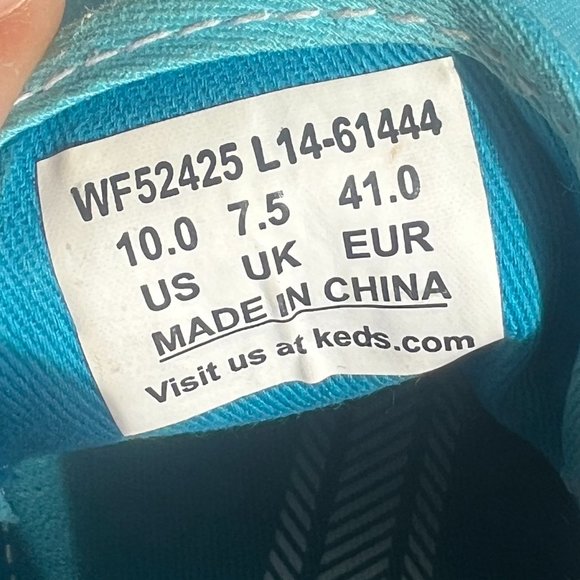 WF52425 L14-61444
10.0 7.5 41.0
US UK EUR
MADE IN CHINA
Visit us at keds.com